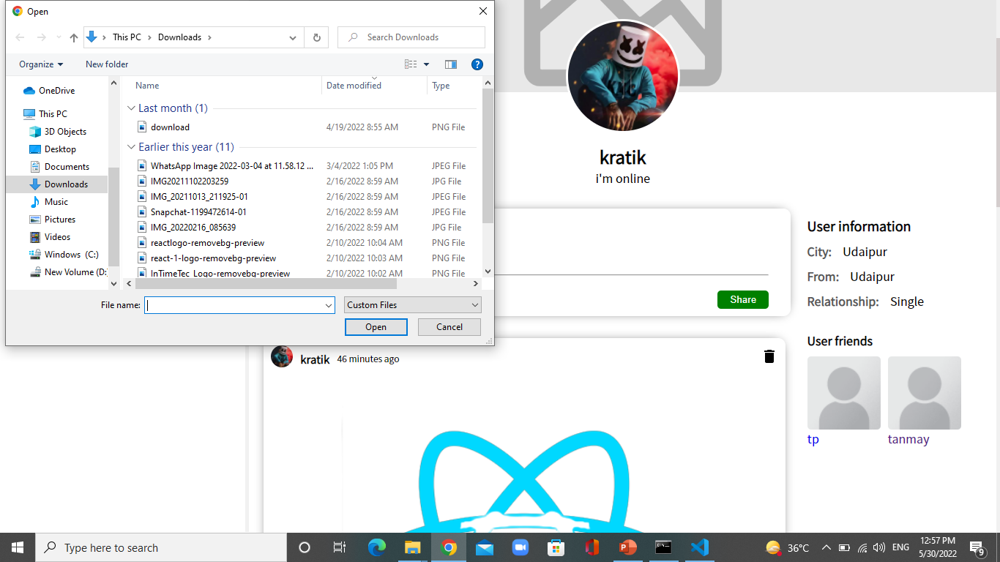 Open
This PC
Downloads
Search Downloads
Organize
New folder
OneDrive
This PC
3D Objects
Desktop
Documents
Downloads
Music
Pictures
Videos
Windows (C:)
New Volume (D:
Name Date modified Type
Last month (1)
download 4/19/2022 8:55 AM PNG File
Earlier this year (11)
WhatsApp Image 2022-03-04 at 11.58.12 ... 3/4/2022 1:05 PM JPEG File
IMG20211102203259 2/16/2022 8:59 AM JPG File
IMG_20211013_211925-01 2/16/2022 8:59 AM JPEG File
Snapchat-1199472614-01 2/16/2022 8:59 AM JPEG File
IMG_20220216_085639 2/16/2022 8:59 AM JPG File
reactlogo-removebg-preview 2/10/2022 10:04 AM PNG File
react-1-logo-removebg-preview 2/10/2022 10:03 AM PNG File
InTimeTec_Logo-removebg-preview 2/10/2022 10:02 AM PNG File
File name:
Custom Files
Open
Cancel
kratik
i'm online
Share
User information
City: Udaipur
From: Udaipur
Relationship: Single
User friends
tp
tanmay
kratik 46 minutes ago
Type here to search
36°C
ENG
12:57 PM
5/30/2022
9